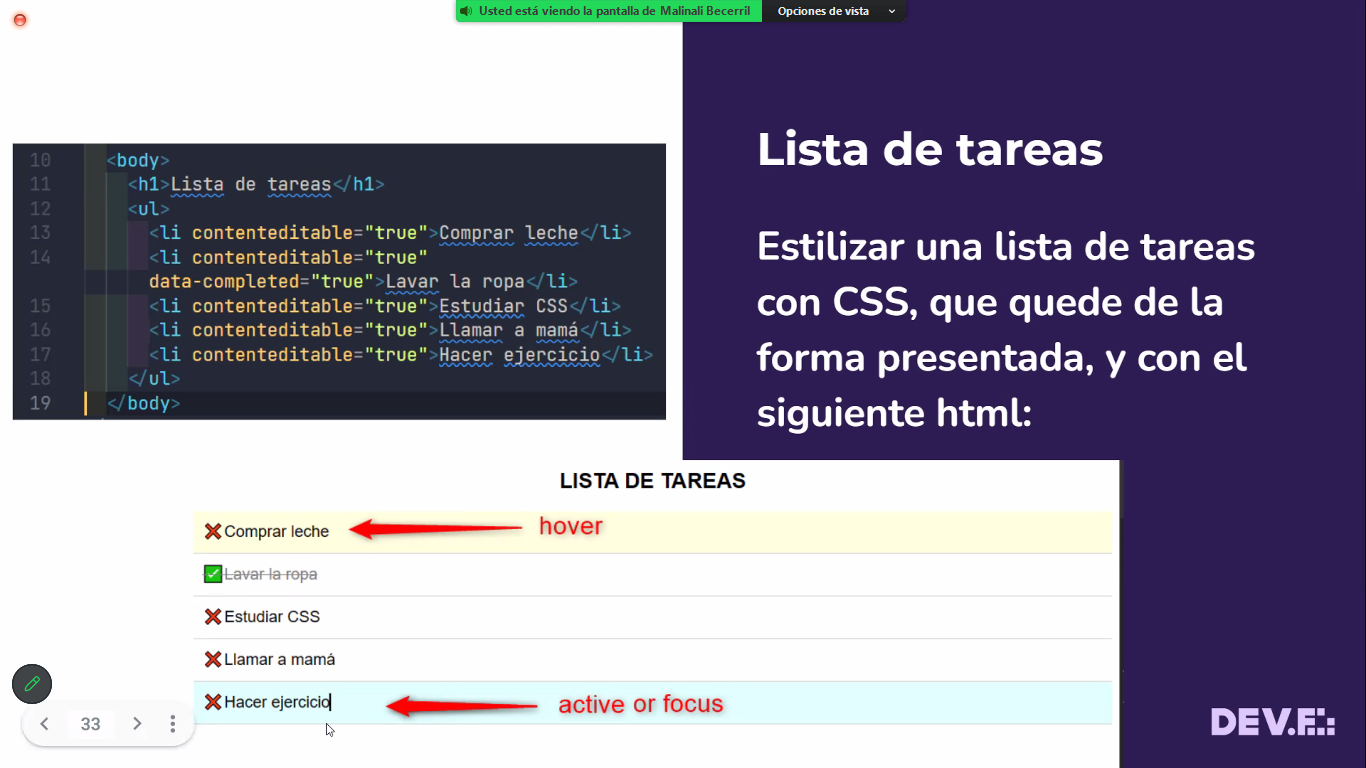 Usted está viendo la pantalla de Malinali Becerril
Opciones de vista
10 <body>
11 <h1>Lista de tareas</h1>
12 <ul>
13 <li contenteditable="true">Comprar leche</li>
14 <li contenteditable="true"
data-completed="true">Lavar la ropa</li>
15 <li contenteditable="true">Estudiar CSS</li>
16 <li contenteditable="true">Llamar a mamá</li>
17 <li contenteditable="true">Hacer ejercicio</li>
18 </ul>
19 </body>
Lista de tareas
Estilizar una lista de tareas
con CSS, que quede de la
forma presentada, y con el
siguiente html:
LISTA DE TAREAS
Comprar leche
hover
Lavar la ropa
Estudiar CSS
Llamar a mamá
Hacer ejercicio
active or focus
33
DEV.F